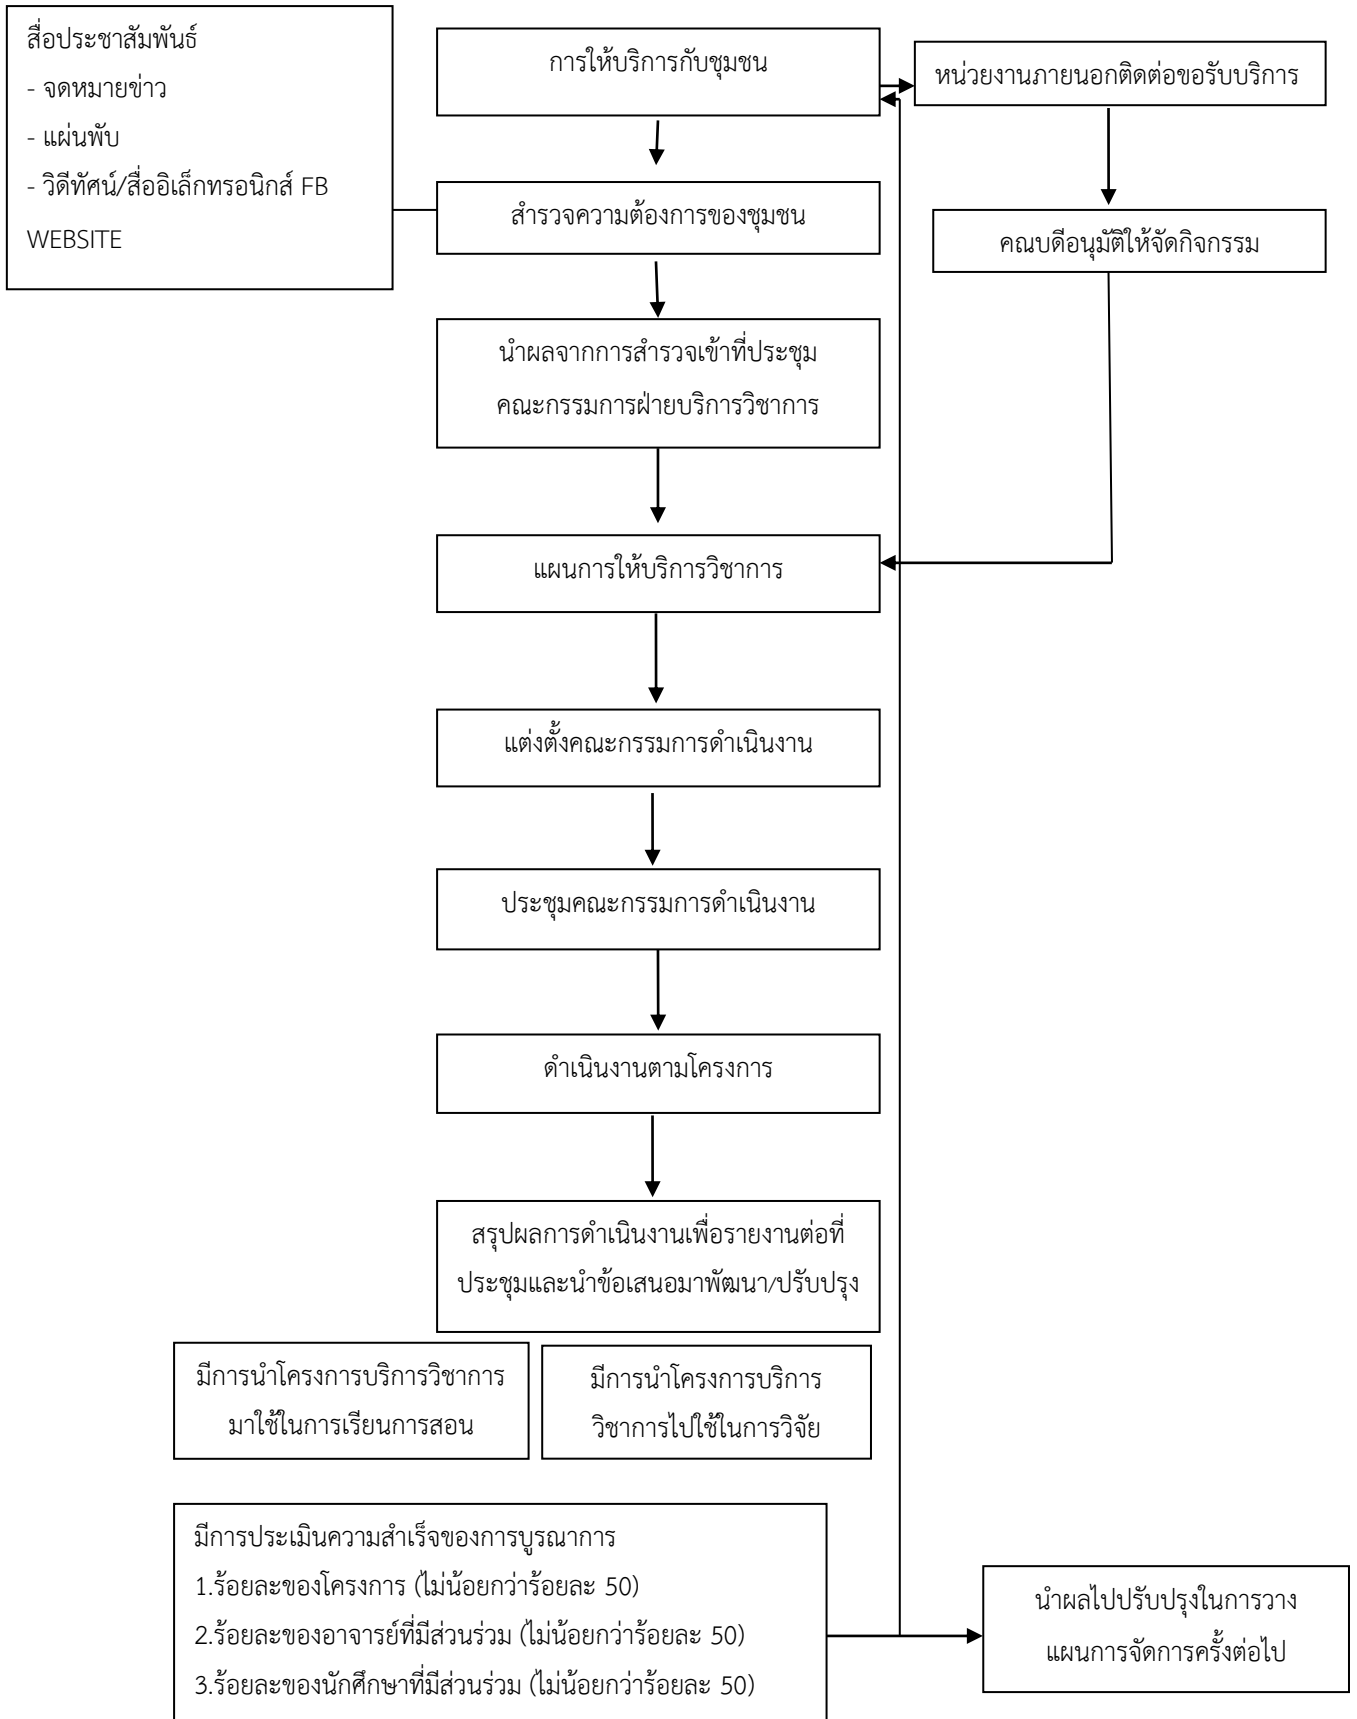 สื่อประชาสัมพันธ์
- จดหมายข่าว
- แผ่นพับ
- วิดีทัศน์/สื่ออิเล็กทรอนิกส์ FB
WEBSITE
การให้บริการกับชุมชน
หน่วยงานภายนอกติดต่อขอรับบริการ
สำรวจความต้องการของชุมชน
คณบดีอนุมัติให้จัดกิจกรรม
นำผลจากการสำรวจเข้าที่ประชุม
คณะกรรมการฝ่ายบริการวิชาการ
แผนการให้บริการวิชาการ
แต่งตั้งคณะกรรมการดำเนินงาน
ประชุมคณะกรรมการดำเนินงาน
ดำเนินงานตามโครงการ
สรุปผลการดำเนินงานเพื่อรายงานต่อที่
ประชุมและนำข้อเสนอมาพัฒนา/ปรับปรุง
มีการนำโครงการบริการวิชาการ
มาใช้ในการเรียนการสอน
มีการนำโครงการบริการ
วิชาการไปใช้ในการวิจัย
มีการประเมินความสำเร็จของการบูรณาการ
1.ร้อยละของโครงการ (ไม่น้อยกว่าร้อยละ 50)
2.ร้อยละของอาจารย์ที่มีส่วนร่วม (ไม่น้อยกว่าร้อยละ 50)
3.ร้อยละของนักศึกษาที่มีส่วนร่วม (ไม่น้อยกว่าร้อยละ 50)
นำผลไปปรับปรุงในการวาง
แผนการจัดการครั้งต่อไป